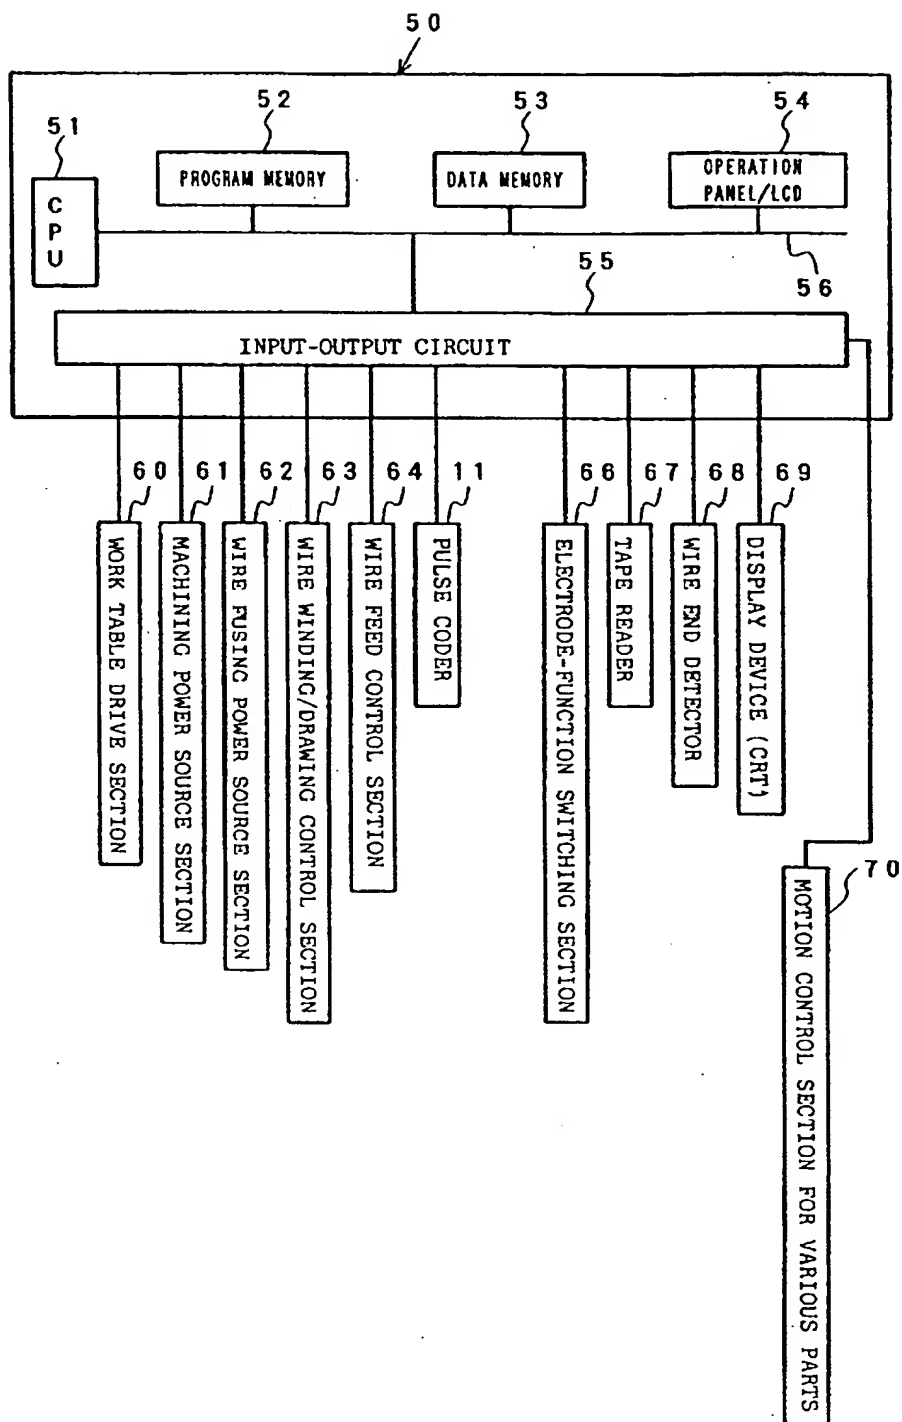 50
51
52
53
54
CPU
PROGRAM MEMORY
DATA MEMORY
OPERATION
PANEL/LCD
55
56
INPUT-OUTPUT CIRCUIT
60
61
62
63
64
11
66
67
68
69
WORK TABLE DRIVE SECTION
MACHINING POWER SOURCE SECTION
WIRE FUSING POWER SOURCE SECTION
WIRE WINDING/DRAWING CONTROL SECTION
WIRE FEED CONTROL SECTION
PULSE CODER
ELECTRODE-FUNCTION SWITCHING SECTION
TAPE READER
WIRE END DETECTOR
DISPLAY DEVICE (CRT)
70
MOTION CONTROL SECTION FOR VARIOUS PARTS